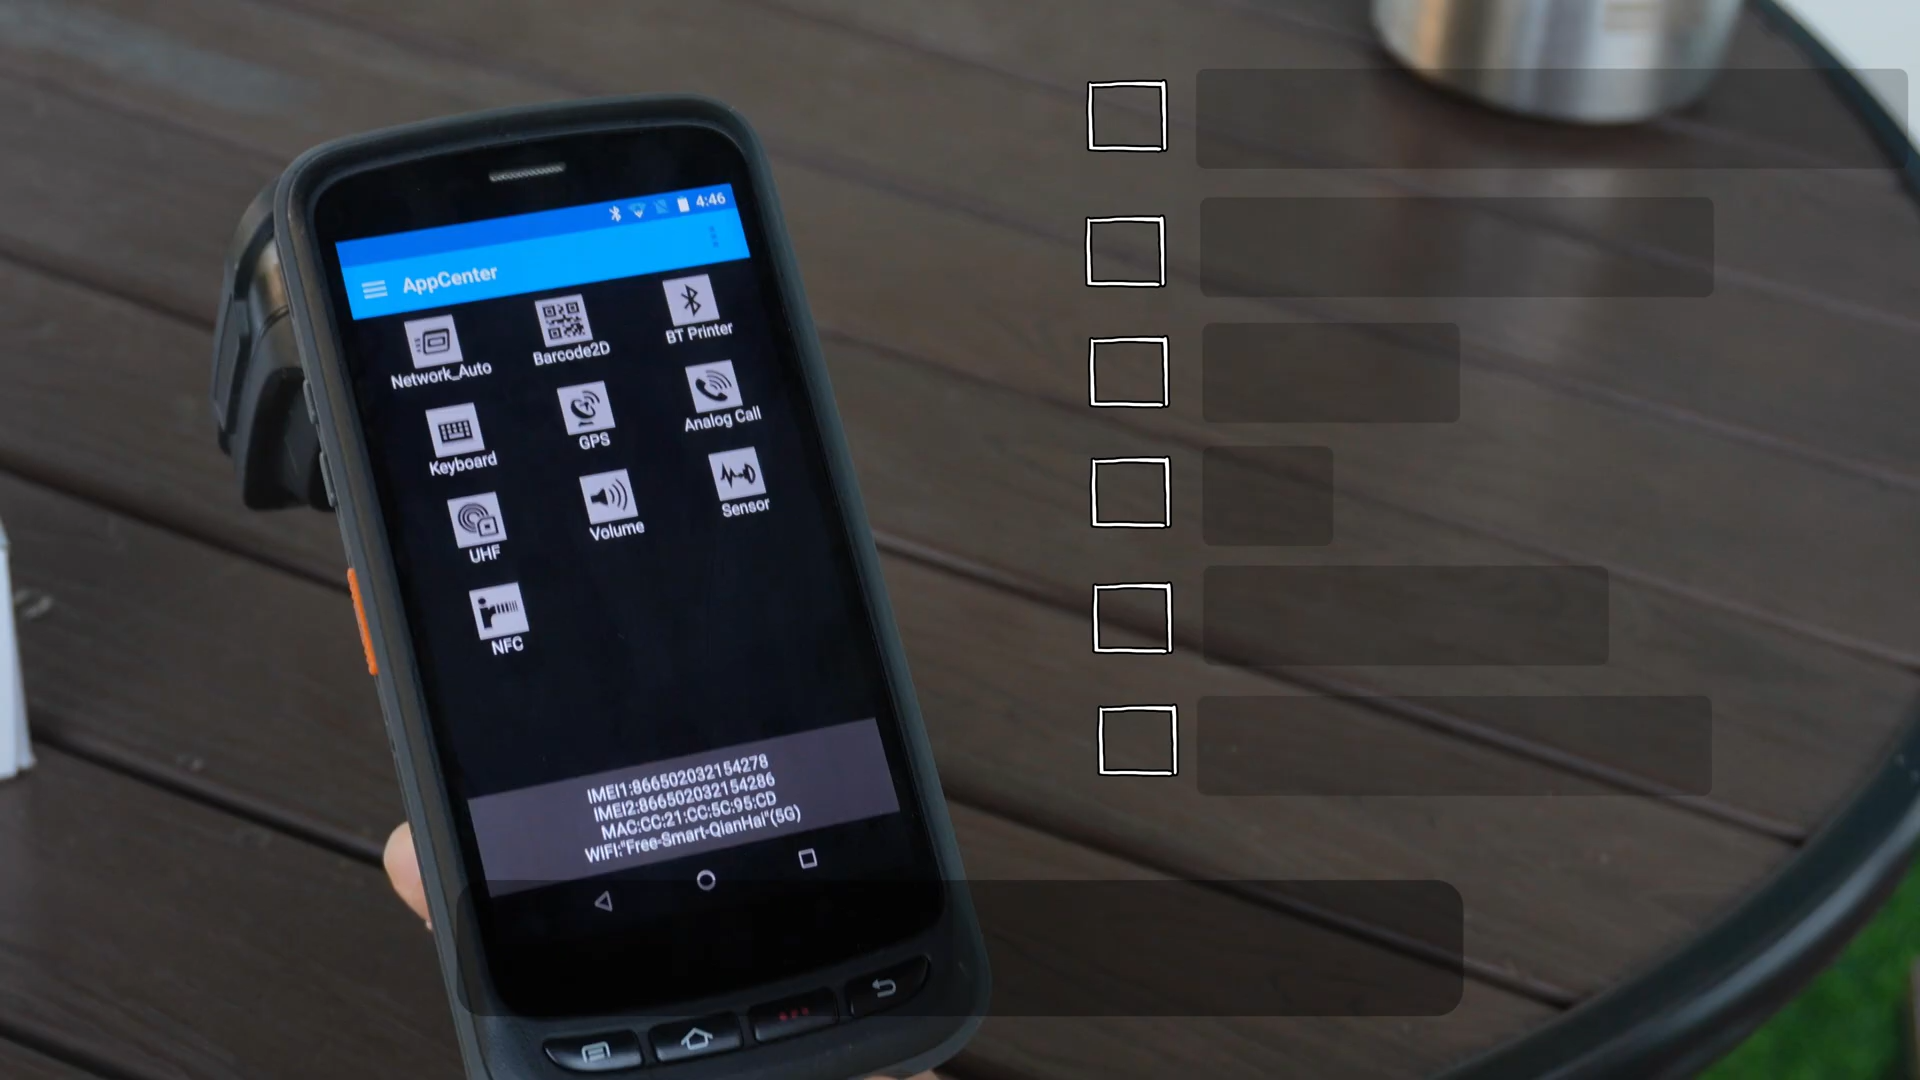 4:46
AppCenter
Network_Auto
Barcode2D
BT Printer
Keyboard
GPS
Analog Call
UHF
Volume
Sensor
NFC
IMEI1:866502032154278
IMEI2:866502032154286
MAC:CC:21:CC:5C:95:CD
WIFI:"Free-Smart-QianHai"(5G)